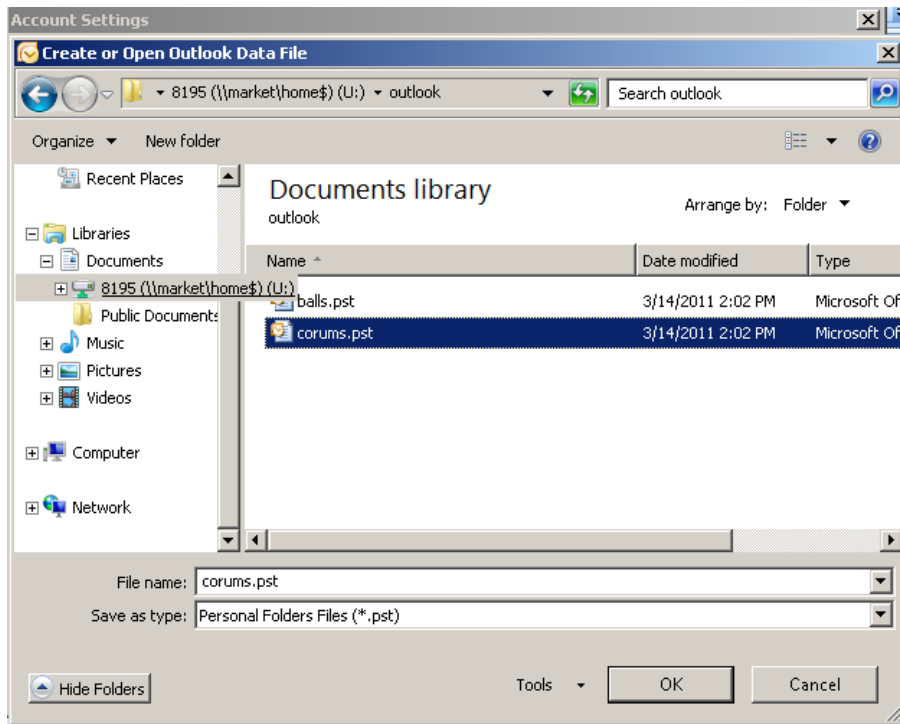 Account Settings
Create or Open Outlook Data File
8195 (\\market\home$) (U:) outlook
Search outlook
Organize New folder
Recent Places
Libraries
Documents
8195 (\\market\home$) (U:)
Public Documents
Music
Pictures
Videos
Computer
Network
Documents library
outlook
Arrange by: Folder
Name Date modified Type
balls.pst 3/14/2011 2:02 PM Microsoft Of
corums.pst 3/14/2011 2:02 PM Microsoft Of
File name: corums.pst
Save as type: Personal Folders Files (*.pst)
Hide Folders Tools OK Cancel